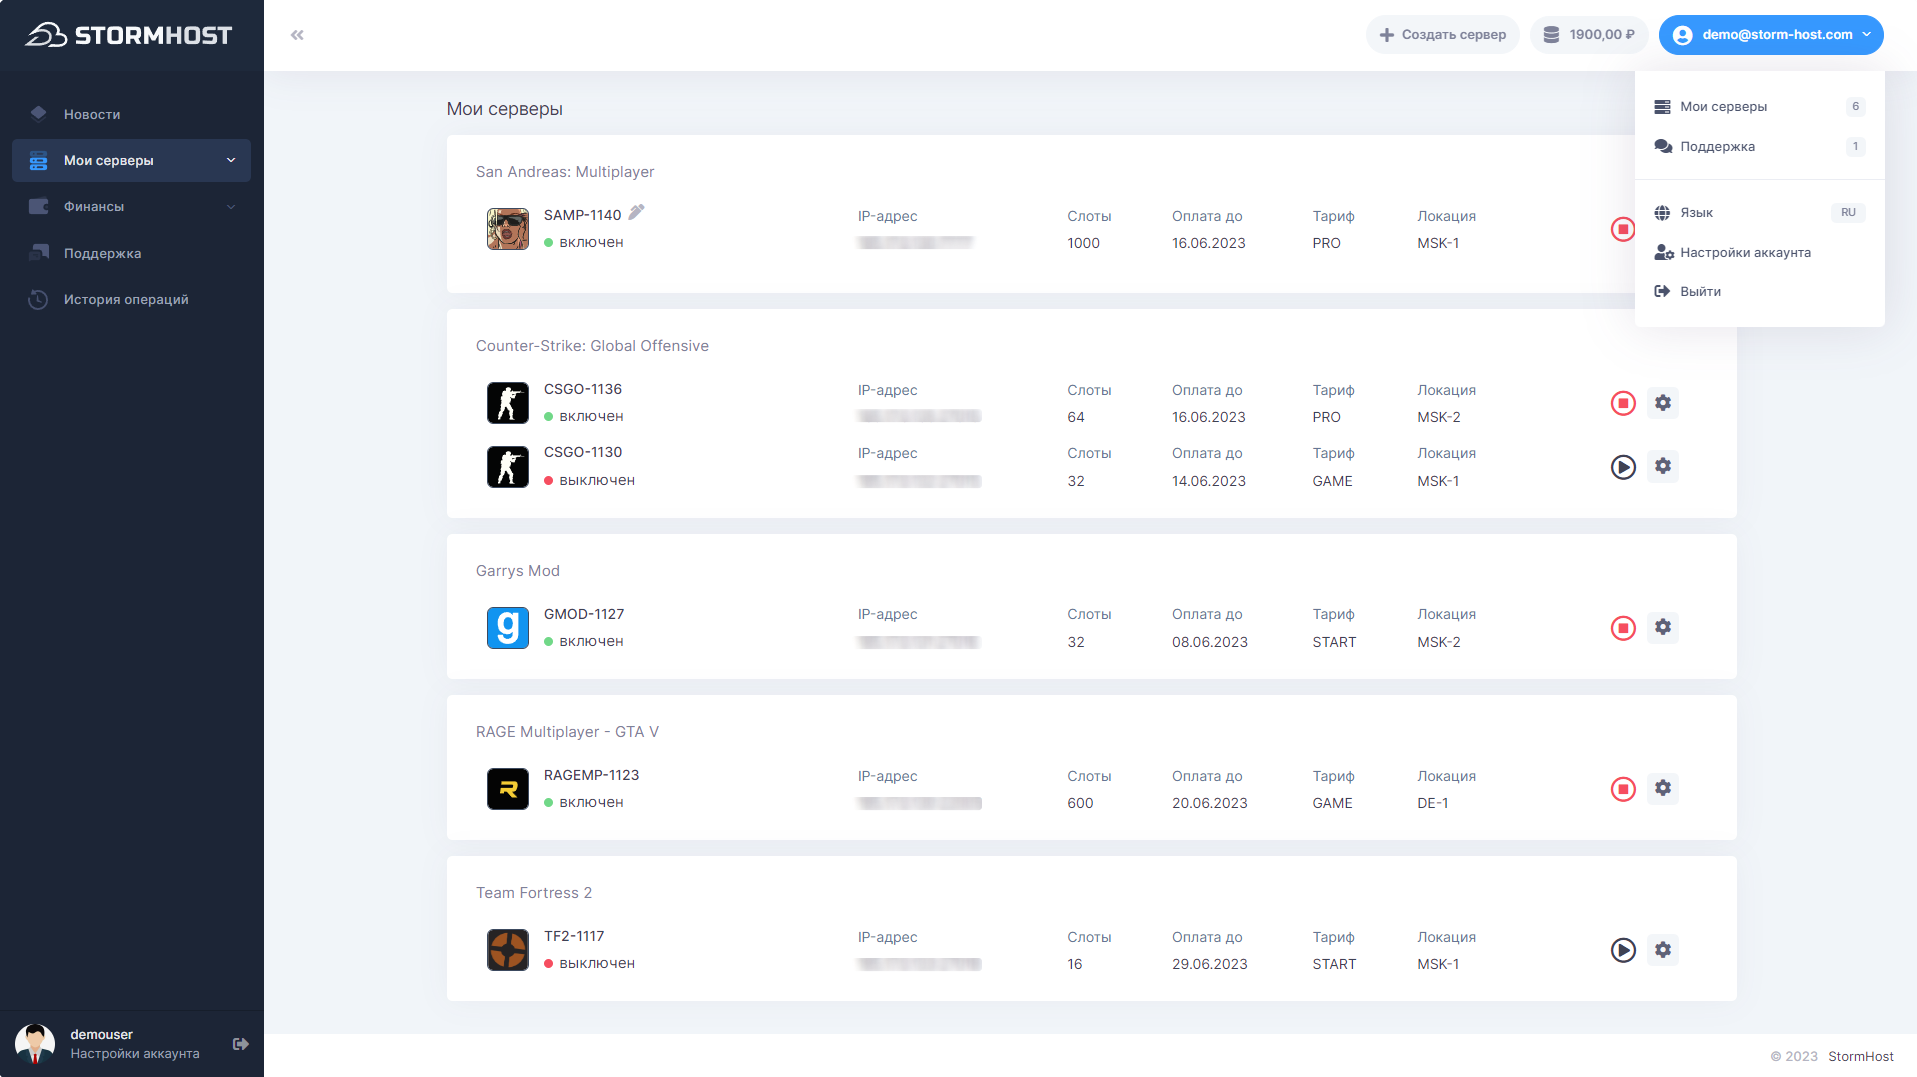 STORMHOST
Создать сервер
1900,00 ₽
demo@storm-host.com
Новости
Мои серверы
Финансы
Поддержка
История операций
Мои серверы
6
Поддержка
1
Язык
RU
Настройки аккаунта
Выйти
Мои серверы
San Andreas: Multiplayer
SAMP-1140 IP-адрес Слоты Оплата до Тариф Локация
включен 1000 16.06.2023 PRO MSK-1
Counter-Strike: Global Offensive
CSGO-1136 IP-адрес Слоты Оплата до Тариф Локация
включен 64 16.06.2023 PRO MSK-2
CSGO-1130 IP-адрес Слоты Оплата до Тариф Локация
выключен 32 14.06.2023 GAME MSK-1
Garrys Mod
g
GMOD-1127 IP-адрес Слоты Оплата до Тариф Локация
включен 32 08.06.2023 START MSK-2
RAGE Multiplayer - GTA V
R
RAGEMP-1123 IP-адрес Слоты Оплата до Тариф Локация
включен 600 20.06.2023 GAME DE-1
Team Fortress 2
TF2-1117 IP-адрес Слоты Оплата до Тариф Локация
выключен 16 29.06.2023 START MSK-1
demouser
Настройки аккаунта
© 2023 StormHost